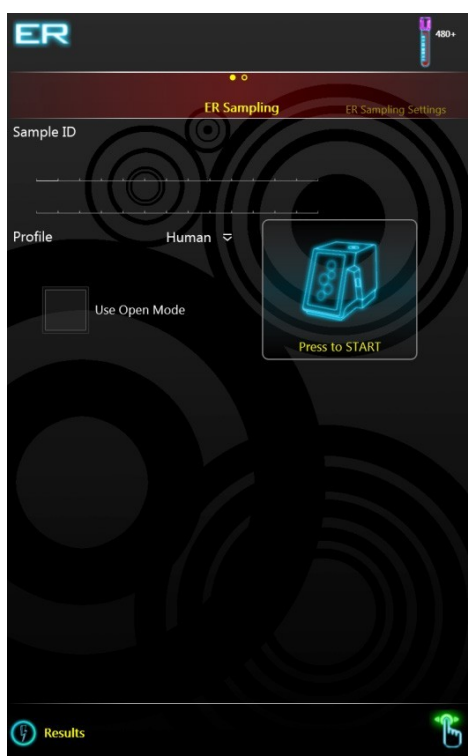 ER
T
480+
ER Sampling
ER Sampling Settings
Sample ID
Profile
Human
Use Open Mode
Press to START
Results